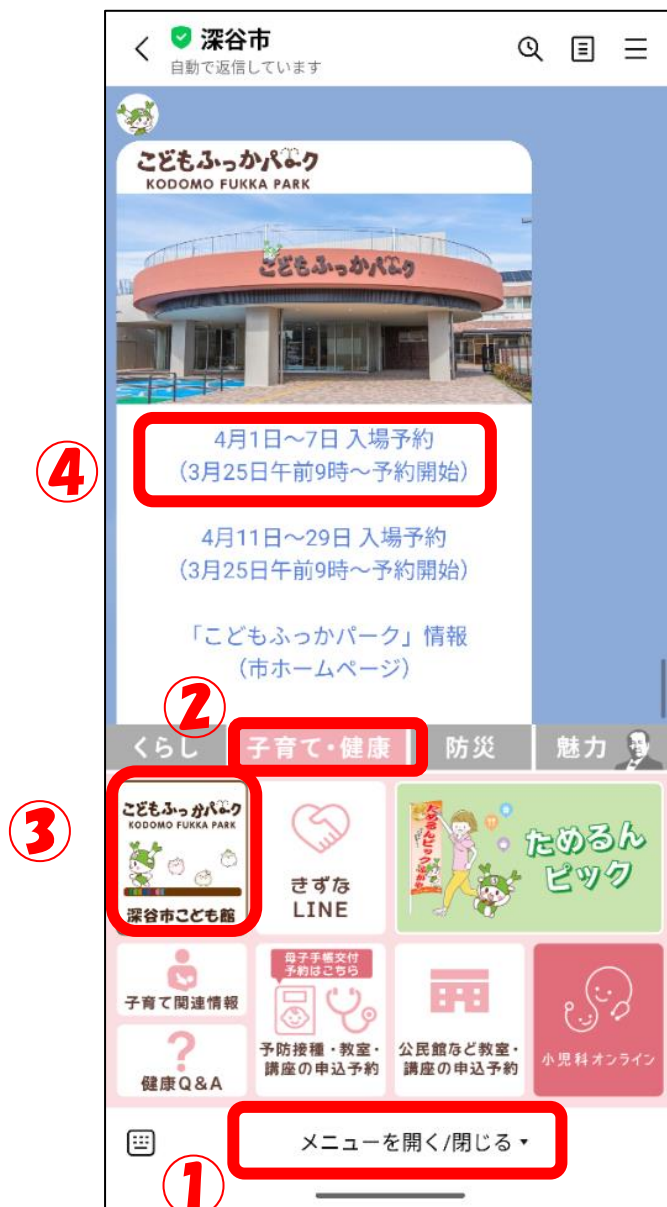 深谷市
自動で返信しています
こどもふっかパーク
KODOMO FUKKA PARK
こどもふっかパーク
④
4月1日～7日 入場予約
（3月25日午前9時～予約開始）
4月11日～29日 入場予約
（3月25日午前9時～予約開始）
「こどもふっかパーク」情報
（市ホームページ）
②
くらし
子育て・健康
防災
魅力
③
こどもふっかパーク
KODOMO FUKKA PARK
深谷市こども館
きずな
LINE
ためるん
ピック
子育て関連情報
健康Q&A
母子手帳交付
予約はこちら
予防接種・教室・
講座の申込予約
公民館など教室・
講座の申込予約
小児科オンライン
①
メニューを開く/閉じる▼